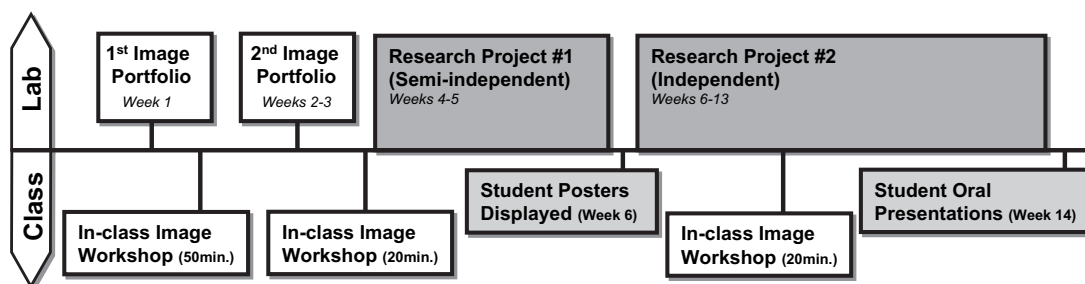 Lab
1st Image
Portfolio
Week 1
2nd Image
Portfolio
Weeks 2-3
Research Project #1
(Semi-independent)
Weeks 4-5
Research Project #2
(Independent)
Weeks 6-13
Class
In-class Image
Workshop (50min.)
In-class Image
Workshop (20min.)
Student Posters
Displayed (Week 6)
In-class Image
Workshop (20min.)
Student Oral
Presentations (Week 14)